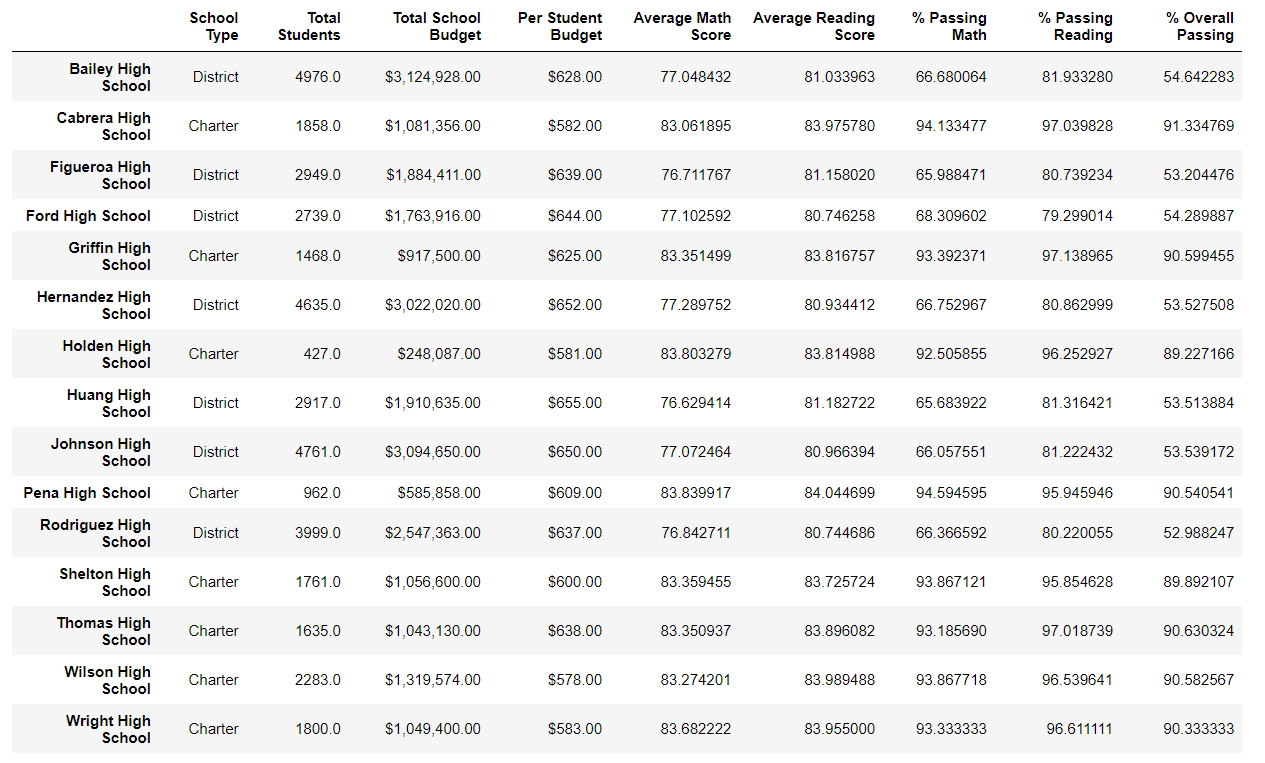 School Type Total Students Total School Budget Per Student Budget Average Math Score Average Reading Score % Passing Math % Passing Reading % Overall Passing
Bailey High School District 4976.0 $3,124,928.00 $628.00 77.048432 81.033963 66.680064 81.933280 54.642283
Cabrera High School Charter 1858.0 $1,081,356.00 $582.00 83.061895 83.975780 94.133477 97.039828 91.334769
Figueroa High School District 2949.0 $1,884,411.00 $639.00 76.711767 81.158020 65.988471 80.739234 53.204476
Ford High School District 2739.0 $1,763,916.00 $644.00 77.102592 80.746258 68.309602 79.299014 54.289887
Griffin High School Charter 1468.0 $917,500.00 $625.00 83.351499 83.816757 93.392371 97.138965 90.599455
Hernandez High School District 4635.0 $3,022,020.00 $652.00 77.289752 80.934412 66.752967 80.862999 53.527508
Holden High School Charter 427.0 $248,087.00 $581.00 83.803279 83.814988 92.505855 96.252927 89.227166
Huang High School District 2917.0 $1,910,635.00 $655.00 76.629414 81.182722 65.683922 81.316421 53.513884
Johnson High School District 4761.0 $3,094,650.00 $650.00 77.072464 80.966394 66.057551 81.222432 53.539172
Pena High School Charter 962.0 $585,858.00 $609.00 83.839917 84.044699 94.594595 95.945946 90.540541
Rodriguez High School District 3999.0 $2,547,363.00 $637.00 76.842711 80.744686 66.366592 80.220055 52.988247
Shelton High School Charter 1761.0 $1,056,600.00 $600.00 83.359455 83.725724 93.867121 95.854628 89.892107
Thomas High School Charter 1635.0 $1,043,130.00 $638.00 83.350937 83.896082 93.185690 97.018739 90.630324
Wilson High School Charter 2283.0 $1,319,574.00 $578.00 83.274201 83.989488 93.867718 96.539641 90.582567
Wright High School Charter 1800.0 $1,049,400.00 $583.00 83.682222 83.955000 93.333333 96.611111 90.333333